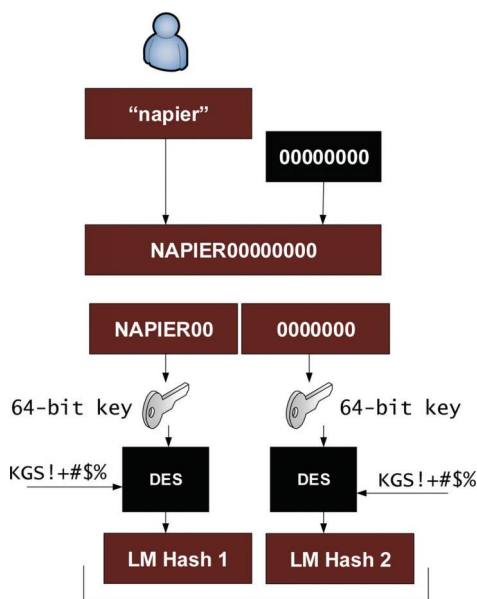 “napier”
00000000
NAPIER00000000
NAPIER00 0000000
64-bit key 64-bit key
KGS!+#$% DES DES KGS!+#$%
LM Hash 1 LM Hash 2